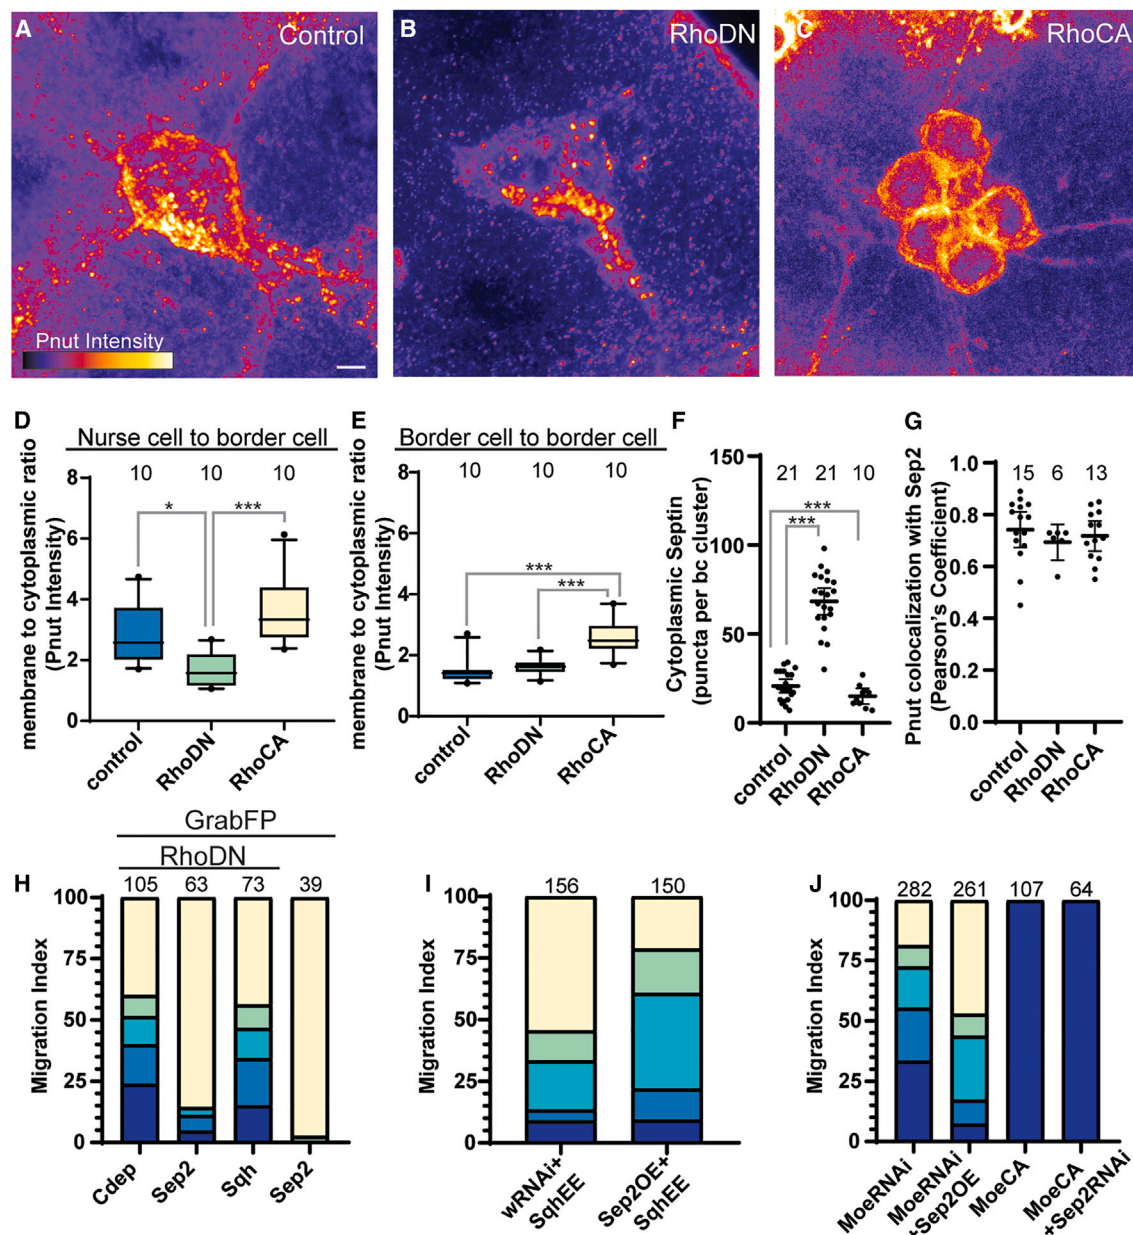 A
Control
B
RhoDN
C
RhoCA
Pnut Intensity
D
Nurse cell to border cell
10 10 10
8
6
4
2
0
* ***
membrane to cytoplasmic ratio
(Pnut Intensity)
control RhoDN RhoCA
E
Border cell to border cell
10 10 10
8
6
4
2
0
***
***
membrane to cytoplasmic ratio
(Pnut Intensity)
control RhoDN RhoCA
F
150
100
50
0
21 21 10
***
***
Cytoplasmic Septin
(puncta per bc cluster)
control RhoDN RhoCA
G
1.0
0.8
0.6
0.4
0.2
0.0
15 6 13
Pnut colocalization with Sep2
(Pearson's Coefficient)
control RhoDN RhoCA
GrabFP
RhoDN
H
105 63 73 39
100
75
50
25
0
Migration Index
Cdep Sep2 Sqh Sep2
I
156 150
100
75
50
25
0
Migration Index
wRNAi+
SqhEE
Sep2OE+
SqhEE
J
282 261 107 64
100
75
50
25
0
Migration Index
MoeRNAi
MoeRNAi
+Sep2OE
MoeCA
MoeCA
+Sep2RNAi